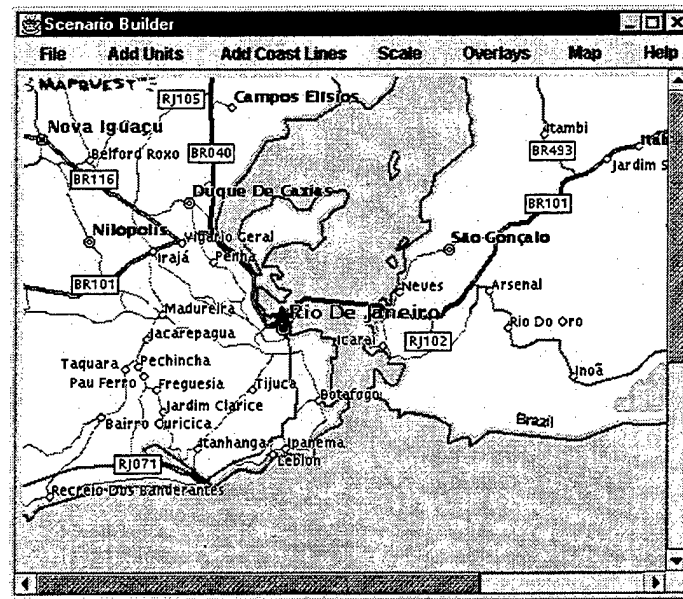 Scenario Builder
File Add Units Add Coast Lines Scale Overlays Map Help
MAPQUEST
RJ105
Campos Elísios
Nova Iguaçu
Itambi
Belford Roxo
BR040
BR493
Jardim S
BR116
Duque De Caxias
BR101
Nilopolis
Vigário Geral
São Gonçalo
Irajá
Penha
BR101
Neves
Arsenal
Madureira
Rio De Janeiro
Rio Do Oro
Jacarepagua
Icaraí
RJ102
Taquara
Pechincha
Inoã
Pau Ferro
Freguesia
Tijuca
Botafogo
Jardim Clarice
Bairro Curicica
Brazil
Itanhanga
Ipanema
RJ071
Leblon
Recreio Dos Banderantes